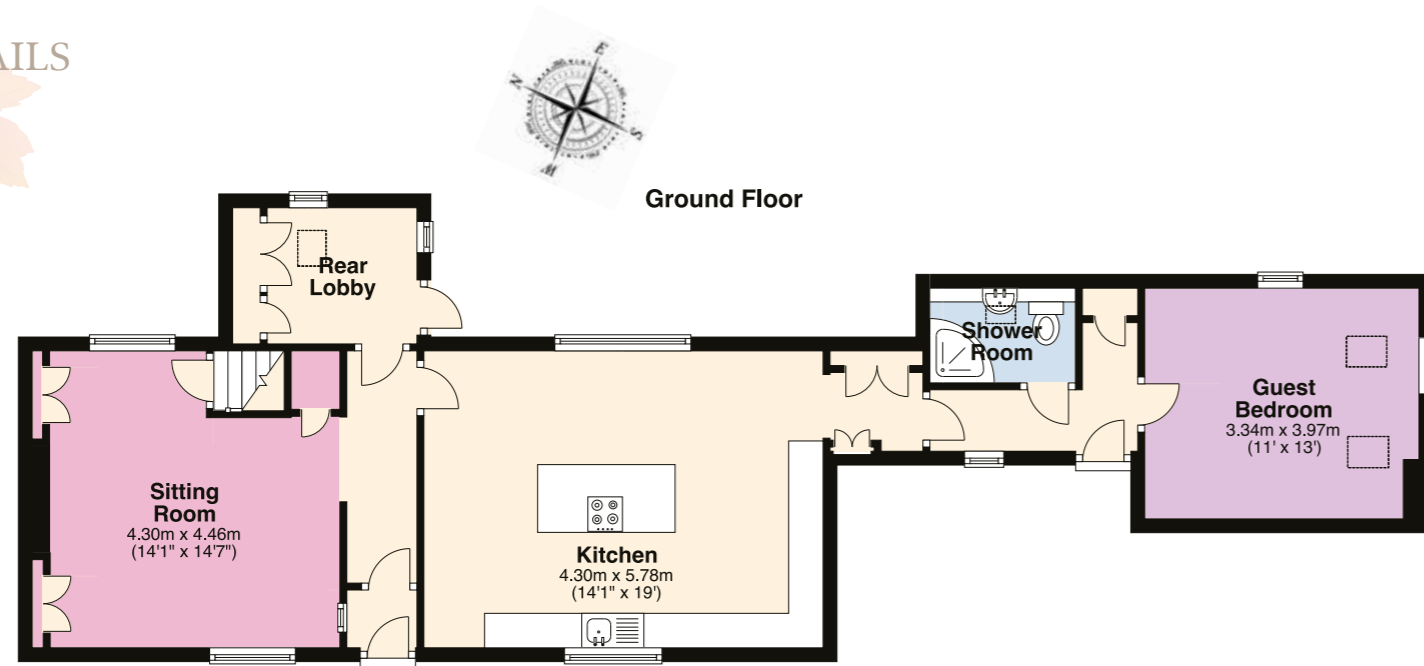 AILS
E
N
S
W
Ground Floor
Rear
Lobby
Shower
Room
Guest
Bedroom
3.34m x 3.97m
(11' x 13')
Sitting
Room
4.30m x 4.46m
(14'1" x 14'7")
Kitchen
4.30m x 5.78m
(14'1" x 19')